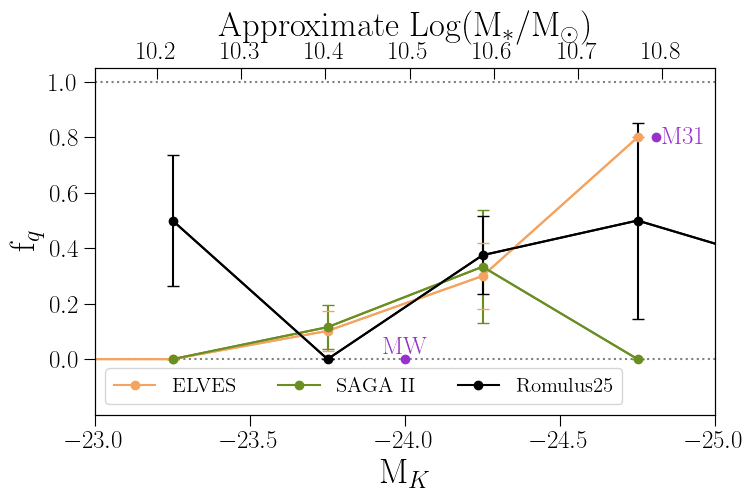 Approximate Log(M*/M⊙)
10.2 10.3 10.4 10.5 10.6 10.7 10.8
1.0
0.8
0.6
0.4
0.2
0.0
f_q
M31
MW
ELVES SAGA II Romulus25
−23.0 −23.5 −24.0 −24.5 −25.0
M_K